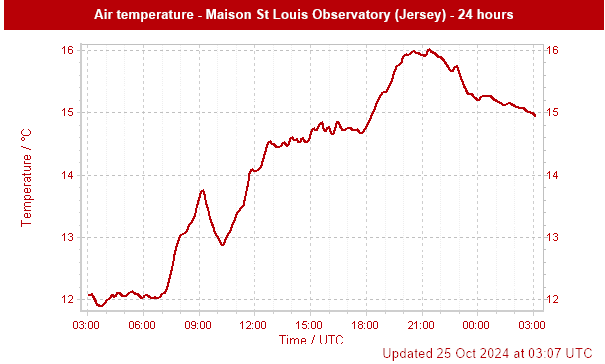 Air temperature - Maison St Louis Observatory (Jersey) - 24 hours
16 16
15 15
14 14
13 13
12 12
Temperature / °C
03:00 06:00 09:00 12:00 15:00 18:00 21:00 00:00 03:00
Time / UTC
Updated 25 Oct 2024 at 03:07 UTC